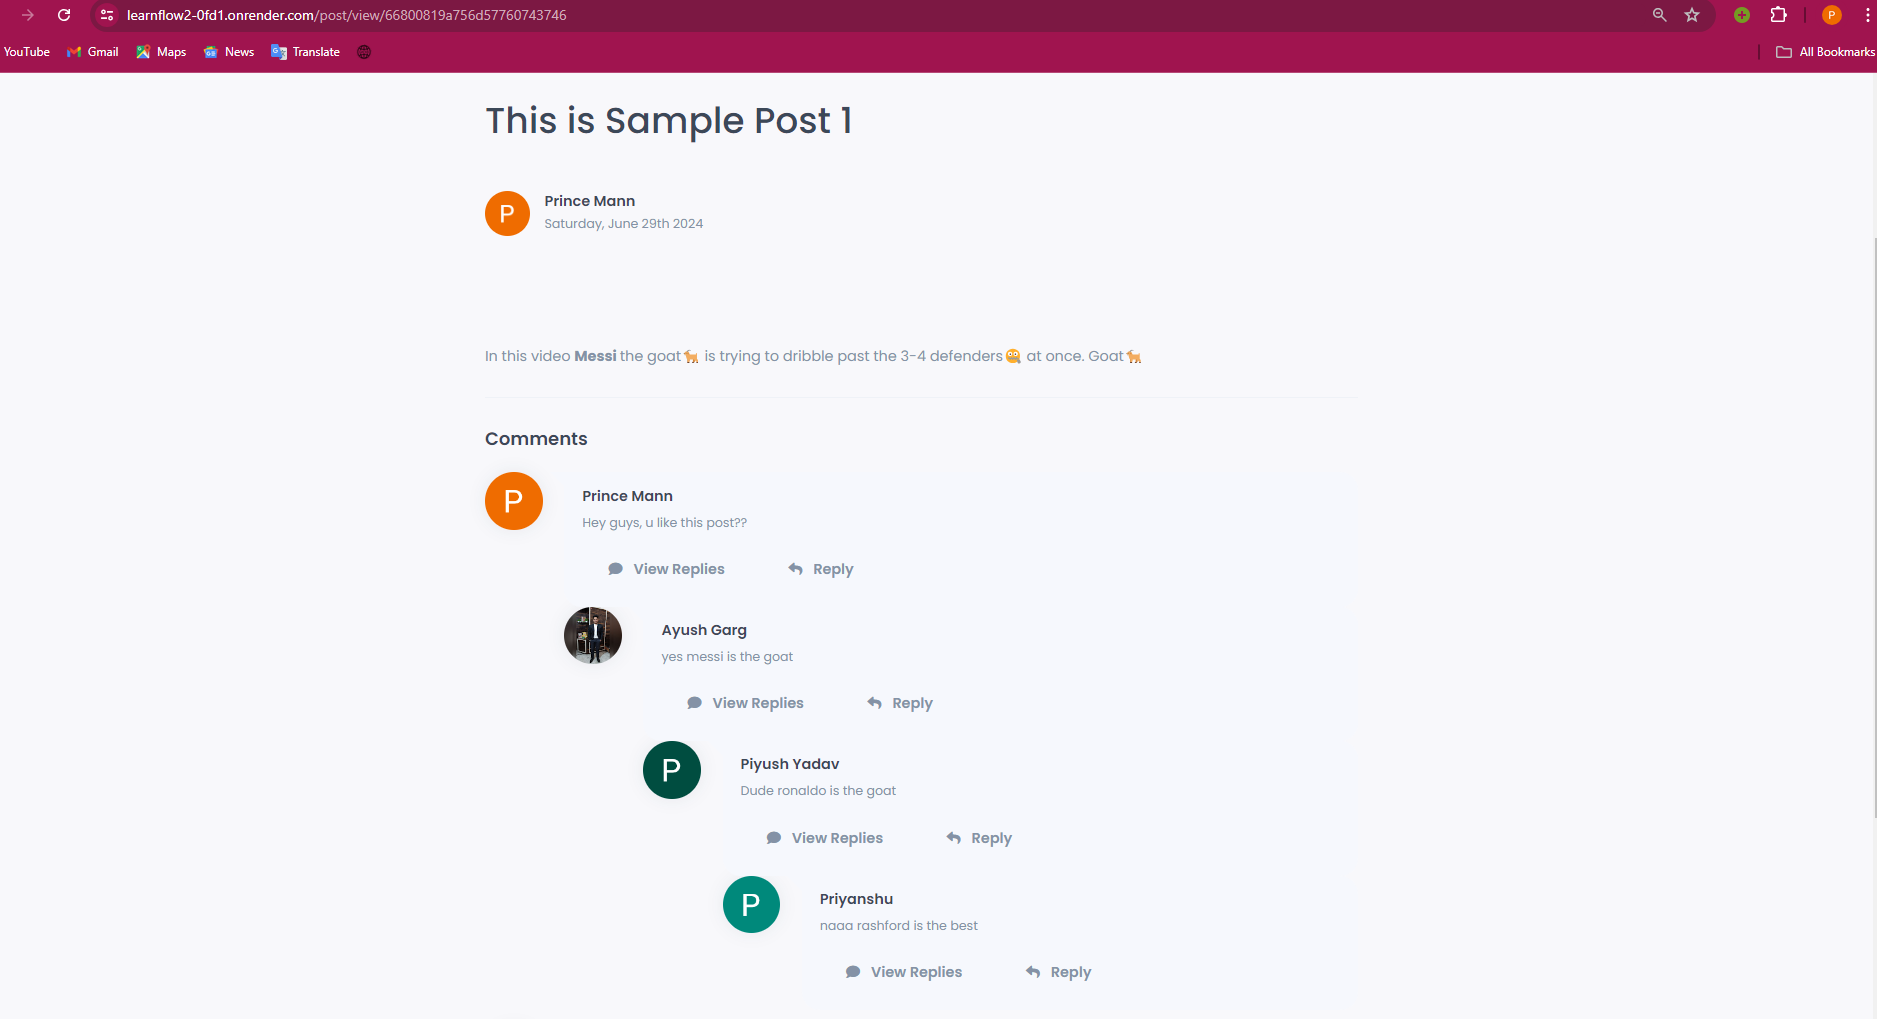 learnflow2-0fd1.onrender.com/post/view/66800819a756d57760743746
P
YouTube Gmail Maps News Translate All Bookmarks
This is Sample Post 1
P
Prince Mann
Saturday, June 29th 2024
In this video Messi the goat🐐 is trying to dribble past the 3-4 defenders🤐 at once. Goat🐐
Comments
P
Prince Mann
Hey guys, u like this post??
View Replies Reply
Ayush Garg
yes messi is the goat
View Replies Reply
P
Piyush Yadav
Dude ronaldo is the goat
View Replies Reply
P
Priyanshu
naaa rashford is the best
View Replies Reply